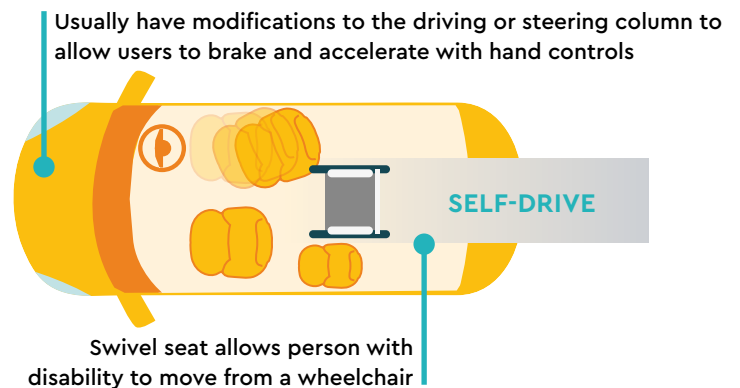 Usually have modifications to the driving or steering column to
allow users to brake and accelerate with hand controls
SELF-DRIVE
Swivel seat allows person with
disability to move from a wheelchair